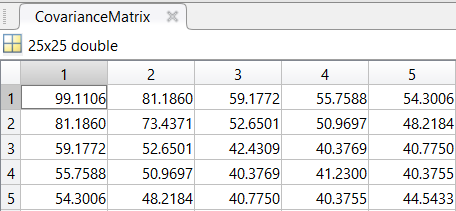 CovarianceMatrix
25x25 double
1 2 3 4 5
1 99.1106 81.1860 59.1772 55.7588 54.3006
2 81.1860 73.4371 52.6501 50.9697 48.2184
3 59.1772 52.6501 42.4309 40.3769 40.7750
4 55.7588 50.9697 40.3769 41.2300 40.3755
5 54.3006 48.2184 40.7750 40.3755 44.5433